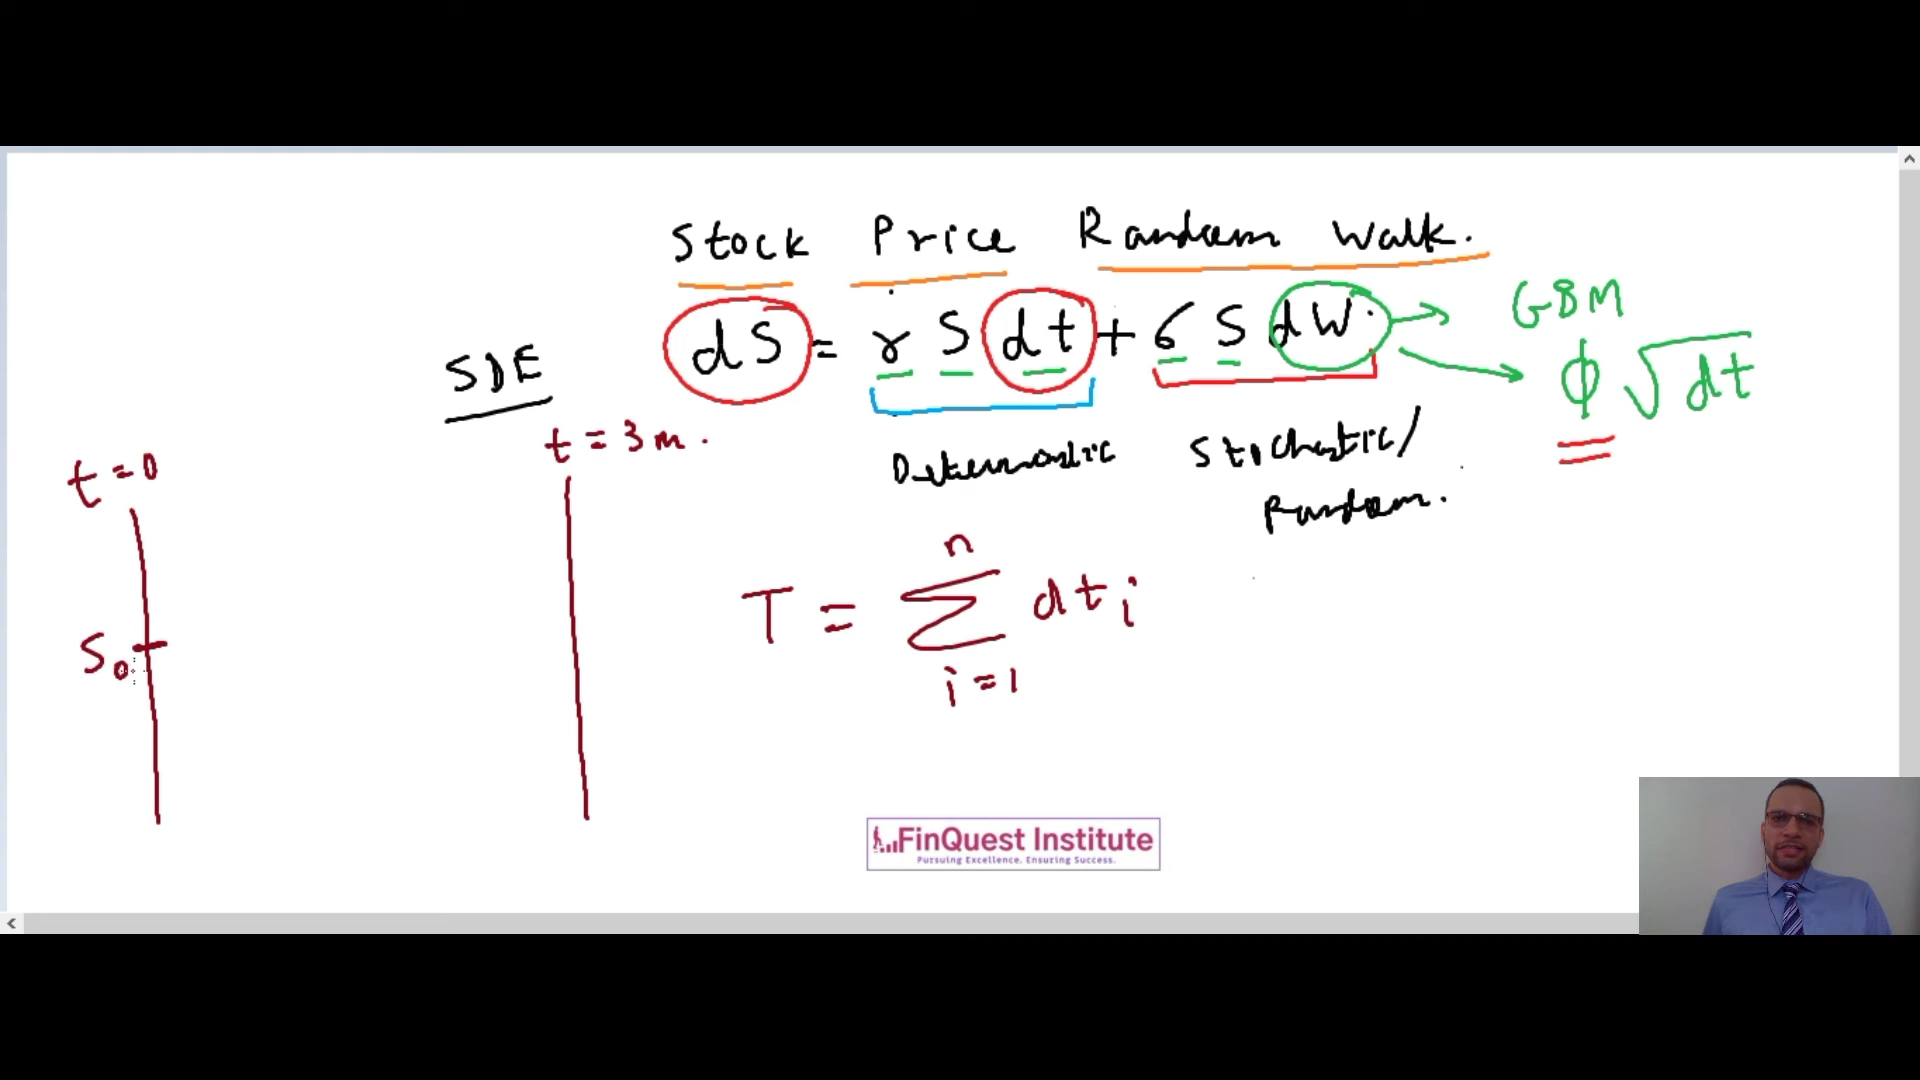 Stock Price Random Walk.
SDE
dS = r S dt + σ S dW.
GBM
φ √dt
Deterministic
Stochastic/
Random.
t = 0
t = 3m.
S0
n
T = Σ dti
i = 1
FinQuest Institute
Pursuing Excellence. Ensuring Success.